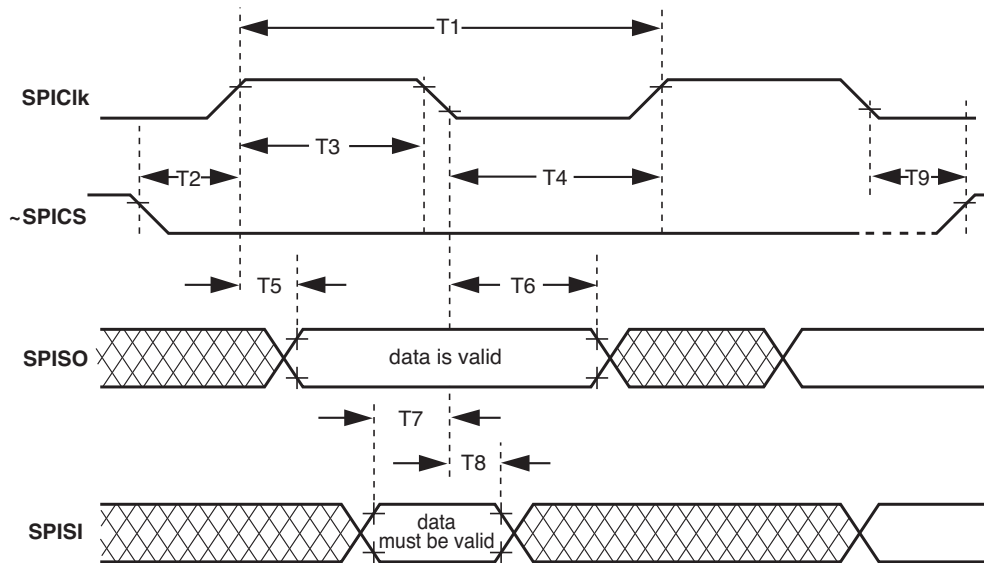 T1
SPIClk
T3
T2
T4
T9
~SPICS
T5
T6
SPISO
data is valid
T7
T8
SPISI
data
must be valid